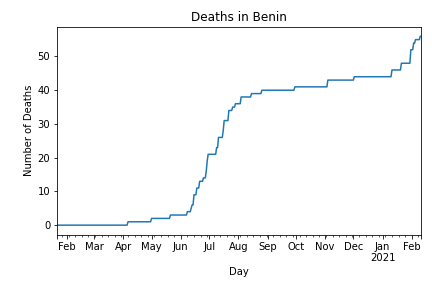 Deaths in Benin
Number of Deaths
50
40
30
20
10
0
Feb Mar Apr May Jun Jul Aug Sep Oct Nov Dec Jan Feb
2021
Day